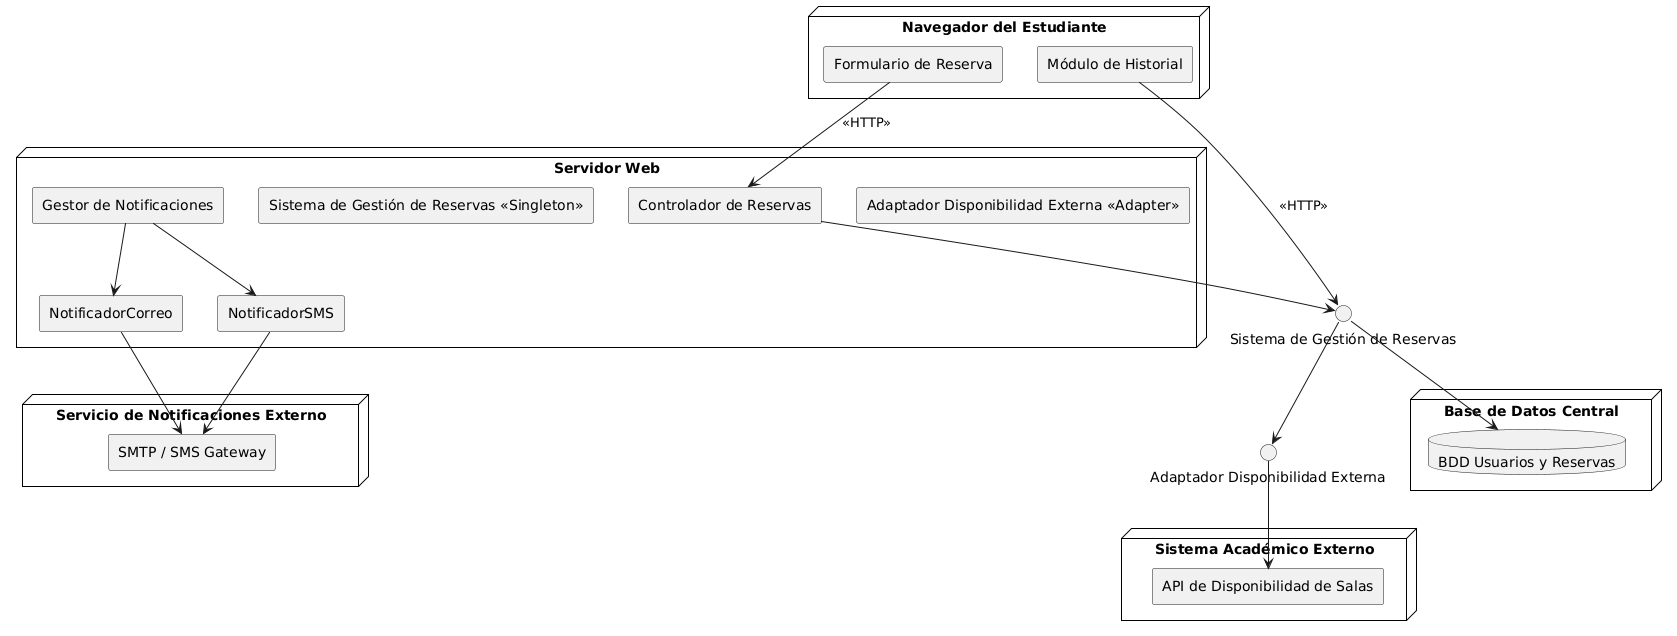 Navegador del Estudiante
Formulario de Reserva
Módulo de Historial
«HTTP»
Servidor Web
Gestor de Notificaciones
Sistema de Gestión de Reservas «Singleton»
Controlador de Reservas
Adaptador Disponibilidad Externa «Adapter»
«HTTP»
NotificadorCorreo
NotificadorSMS
Sistema de Gestión de Reservas
Servicio de Notificaciones Externo
SMTP / SMS Gateway
Base de Datos Central
BDD Usuarios y Reservas
Adaptador Disponibilidad Externa
Sistema Académico Externo
API de Disponibilidad de Salas